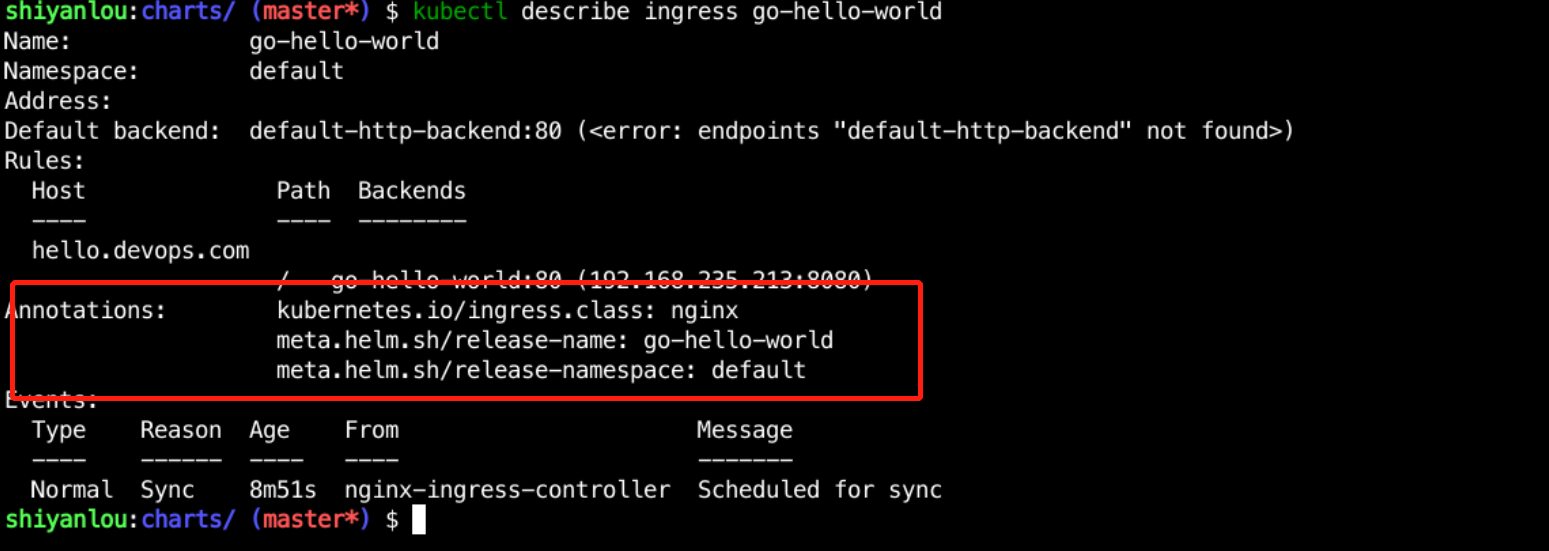 shiyanlou:charts/ (master*) $ kubectl describe ingress go-hello-world
Name:             go-hello-world
Namespace:        default
Address:
Default backend:  default-http-backend:80 (<error: endpoints "default-http-backend" not found>)
Rules:
  Host              Path  Backends
  ----              ----  --------
  hello.devops.com
                    /   go-hello-world:80 (192.168.235.213:8080)
Annotations:        kubernetes.io/ingress.class: nginx
                    meta.helm.sh/release-name: go-hello-world
                    meta.helm.sh/release-namespace: default
Events:
  Type    Reason  Age    From                      Message
  ----    ------  ----   ----                      -------
  Normal  Sync    8m51s  nginx-ingress-controller  Scheduled for sync
shiyanlou:charts/ (master*) $